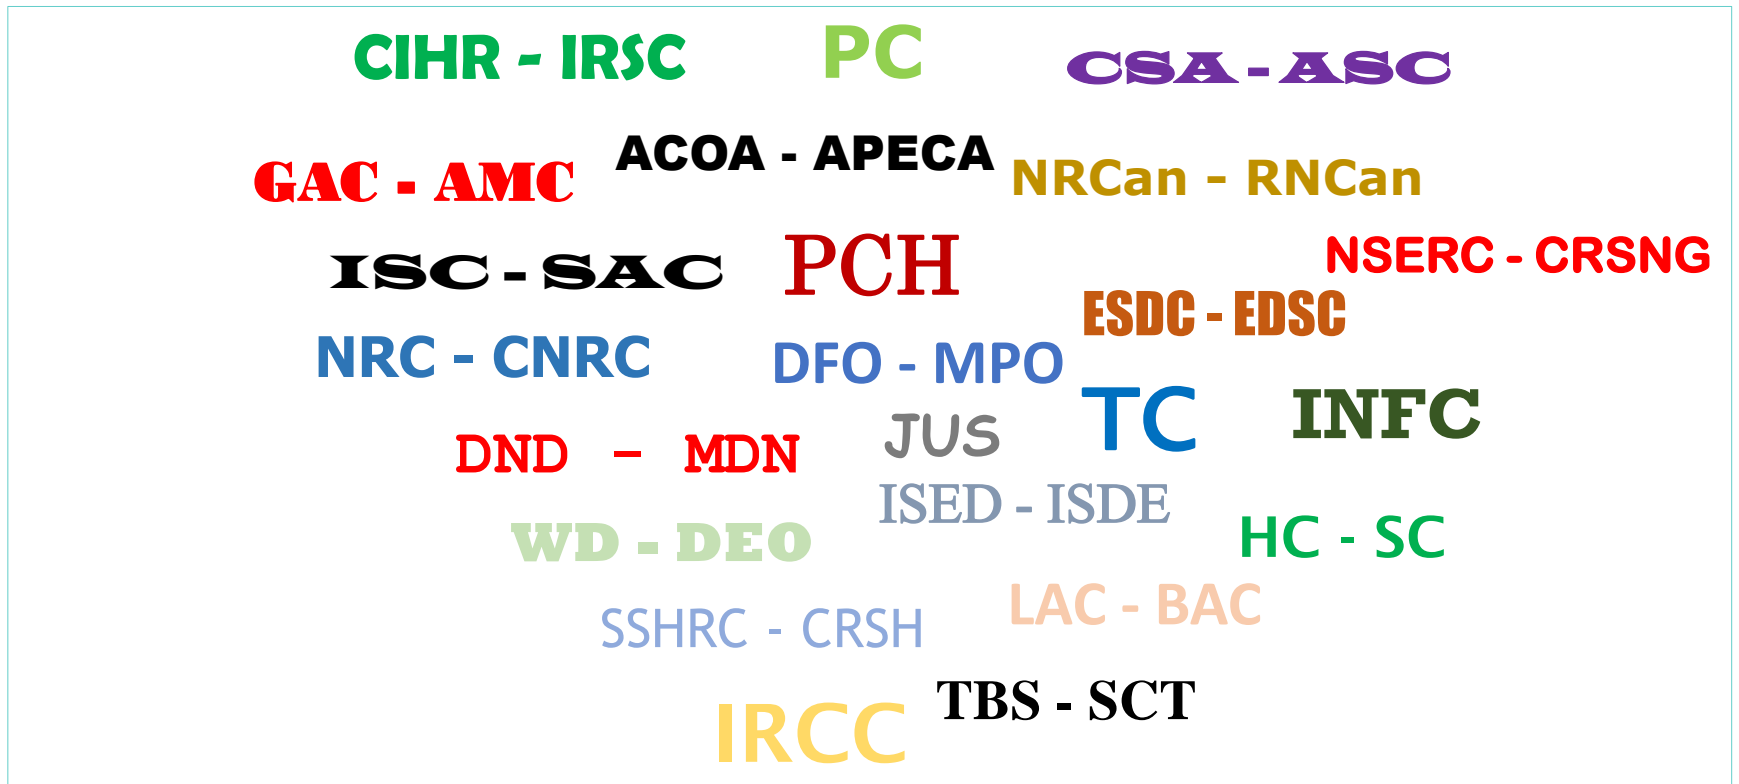 CIHR - IRSC
PC
CSA - ASC
ACOA - APECA
GAC - AMC
NRCan - RNCan
ISC - SAC
PCH
NSERC - CRSNG
ESDC - EDSC
NRC - CNRC
DFO - MPO
TC
INFC
DND - MDN
JUS
ISED - ISDE
WD - DEO
HC - SC
LAC - BAC
SSHRC - CRSH
TBS - SCT
IRCC